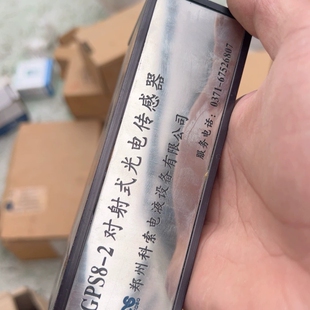 GPS8-2 对射式光电传感器
郑州科索电液设备有限公司
服务电话：0371-67526807